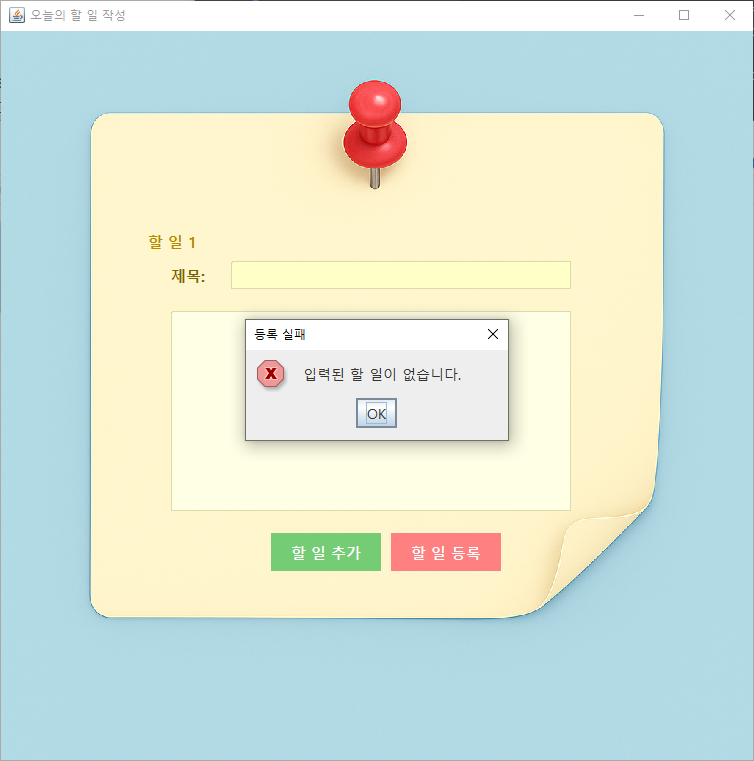 오늘의 할 일 작성
할 일 1
제목:
등록 실패
입력된 할 일이 없습니다.
OK
할 일 추가
할 일 등록